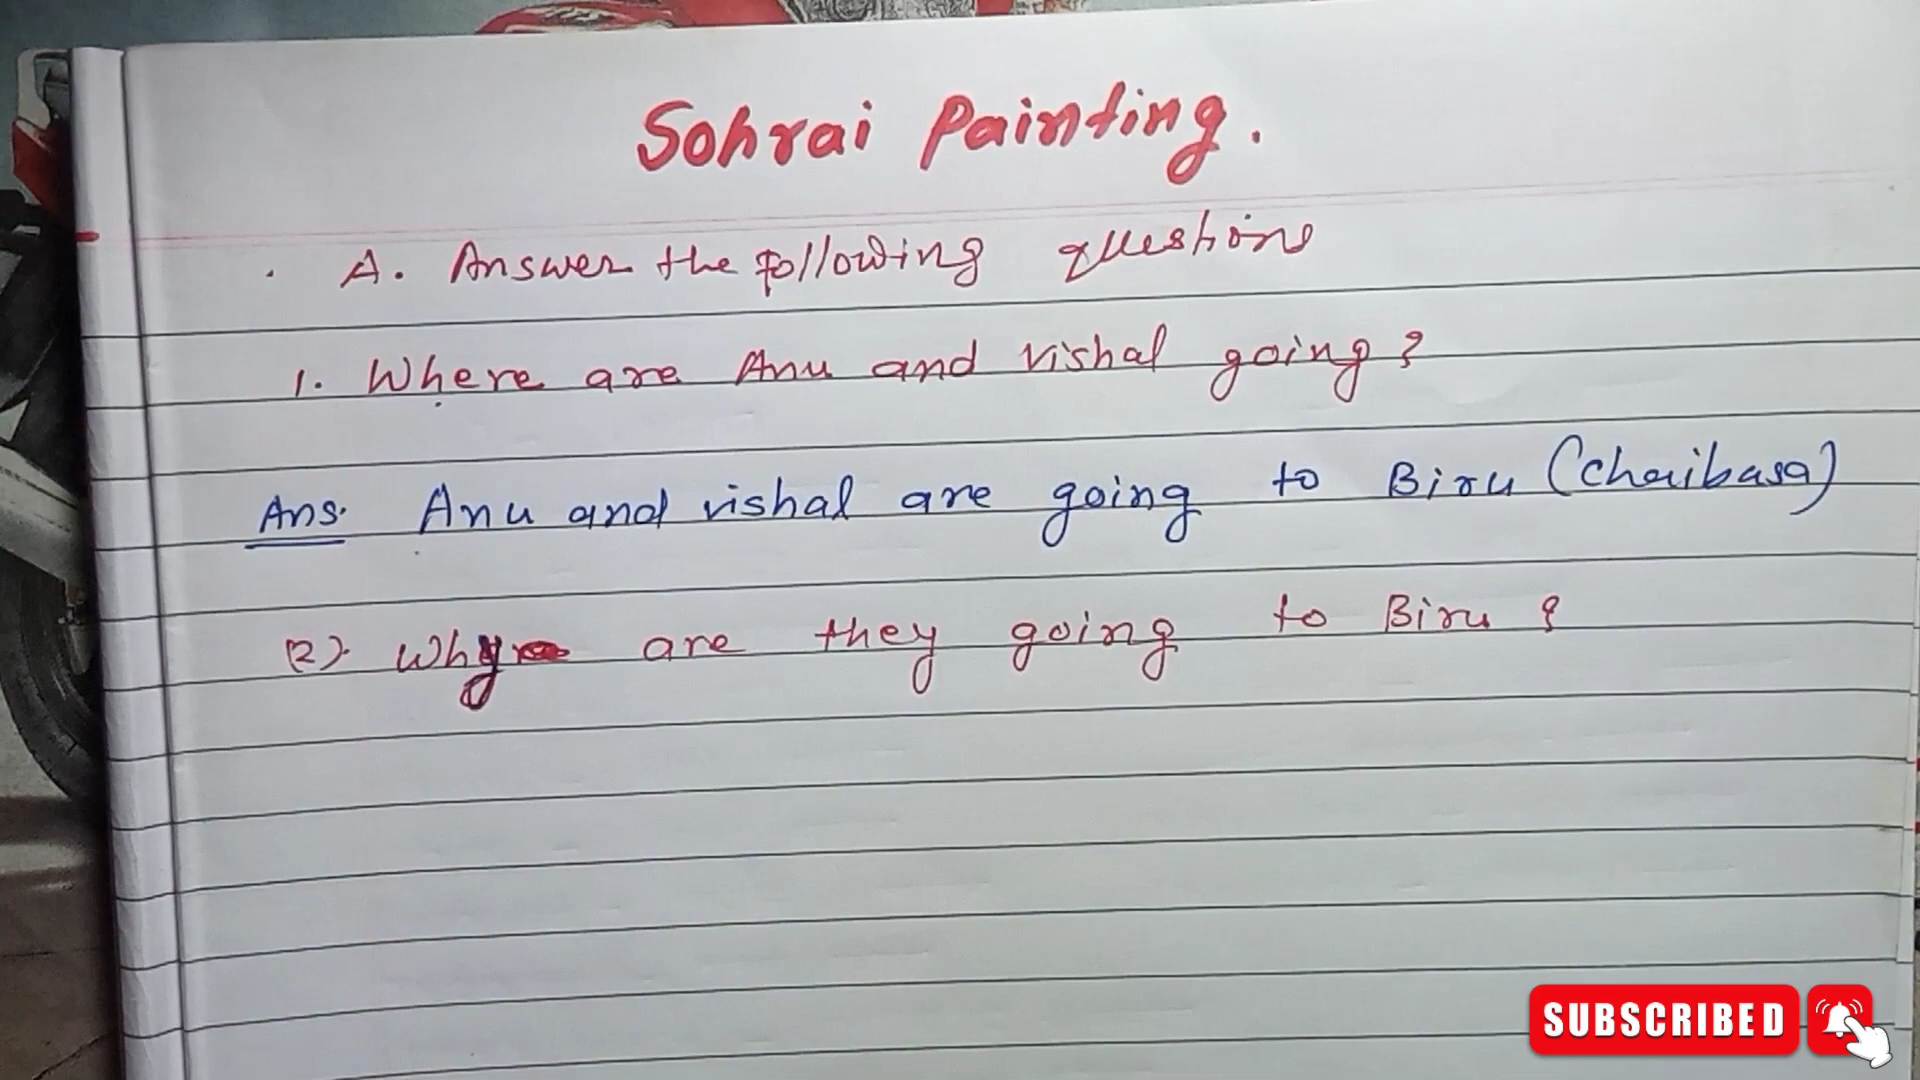 Sohrai Painting.
A. Answer the following questions
1. Where are Anu and vishal going?
Ans. Anu and vishal are going to Biru (chaibasa)
(2). Why are they going to Biru ?
SUBSCRIBED